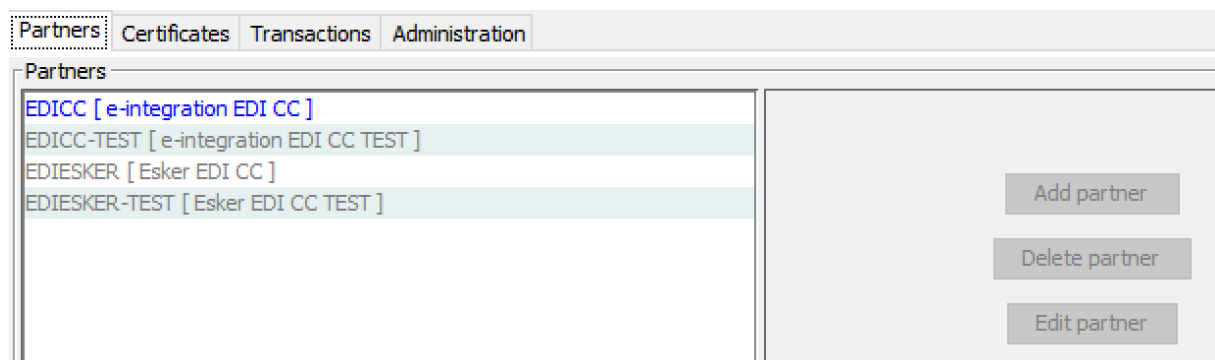 Partners Certificates Transactions Administration
Partners
EDICC [ e-integration EDI CC ]
EDICC-TEST [ e-integration EDI CC TEST ]
EDIESKER [ Esker EDI CC ]
EDIESKER-TEST [ Esker EDI CC TEST ]
Add partner
Delete partner
Edit partner